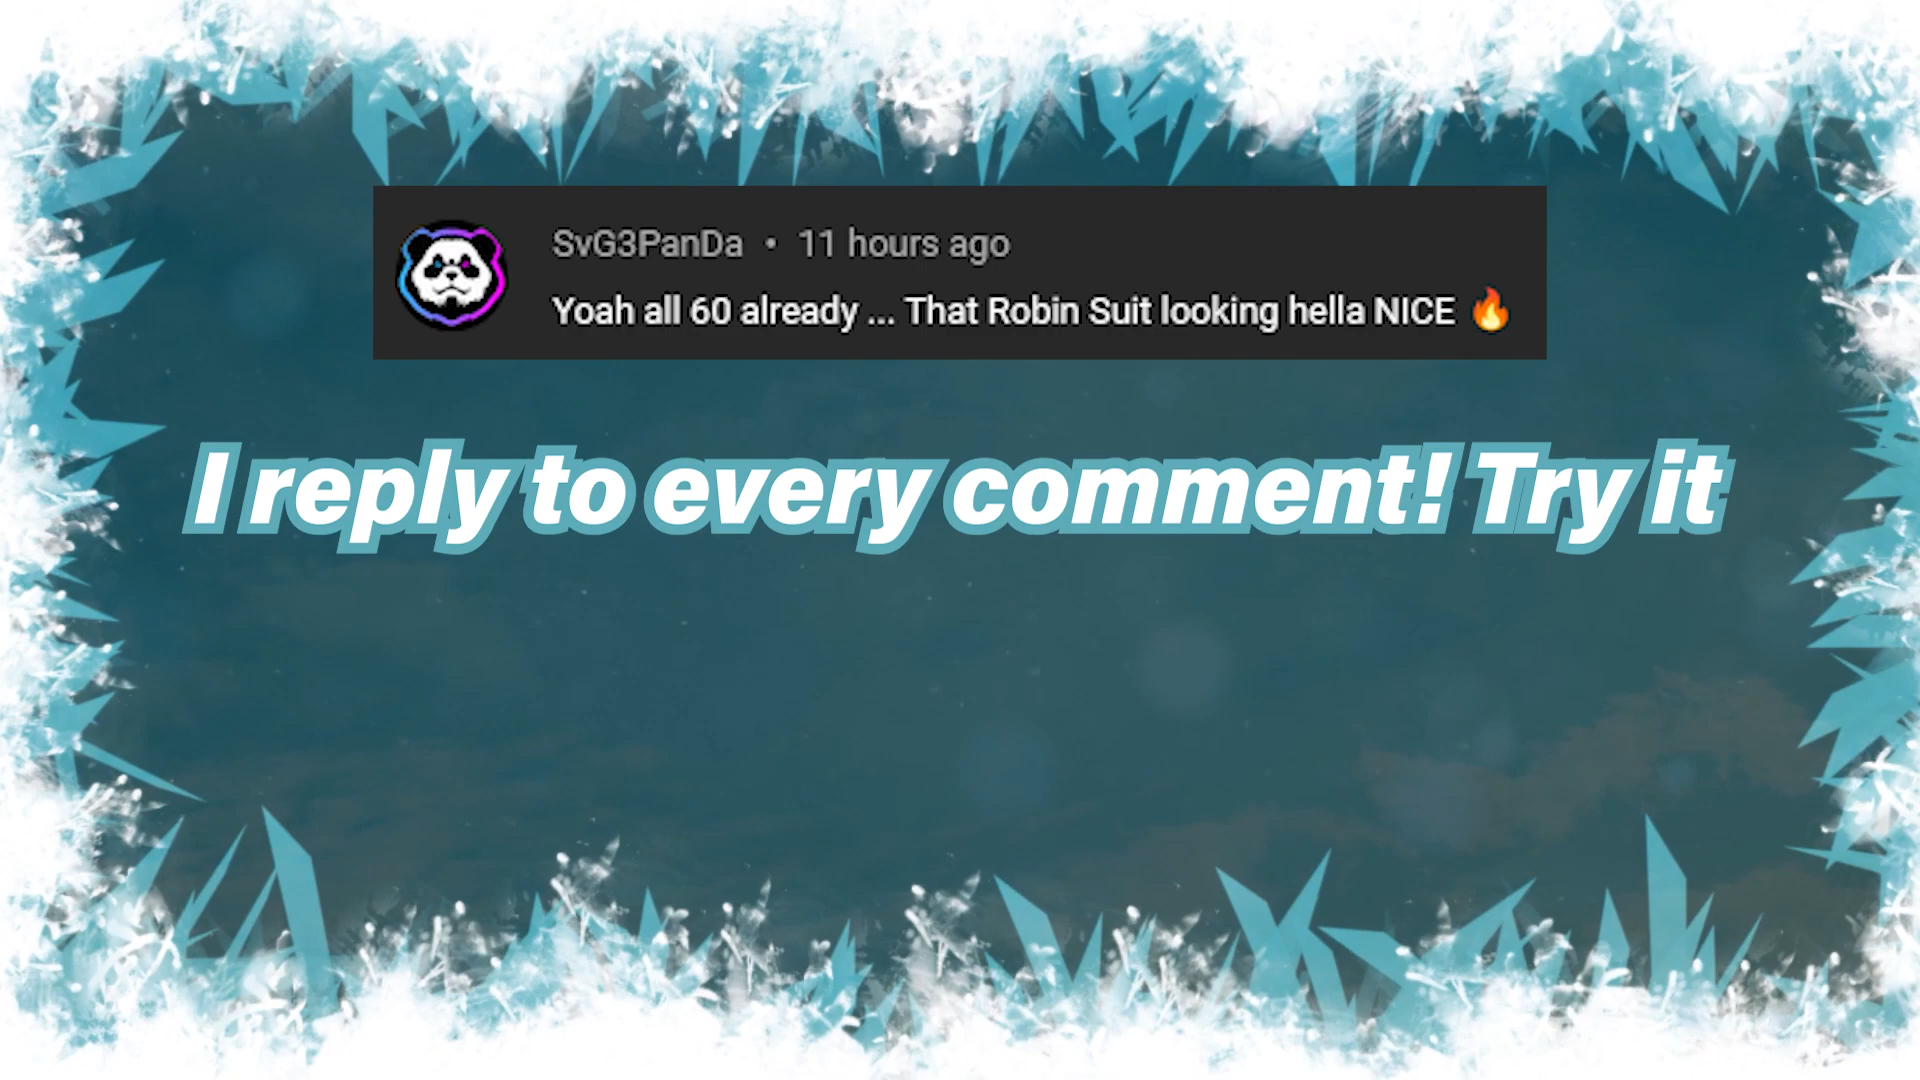 SvG3PanDa • 11 hours ago
Yoah all 60 already ... That Robin Suit looking hella NICE 🔥
I reply to every comment! Try it